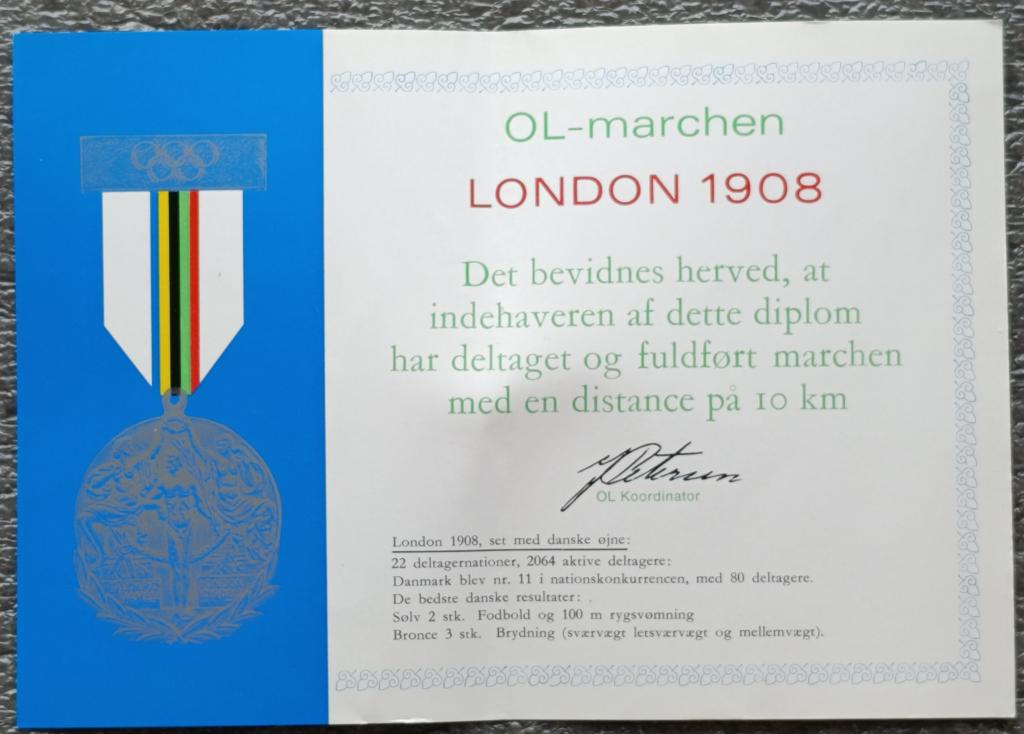 OL-marchen
LONDON 1908
Det bevidnes herved, at
indehaveren af dette diplom
har deltaget og fuldført marchen
med en distance på 10 km
J Petersen
OL Koordinator
London 1908, set med danske øjne:
22 deltagernationer, 2064 aktive deltagere:
Danmark blev nr. 11 i nationskonkurrencen, med 80 deltagere.
De bedste danske resultater:
Sølv 2 stk. Fodbold og 100 m rygsvømning
Bronce 3 stk. Brydning (sværvægt letsværvægt og mellemvægt).